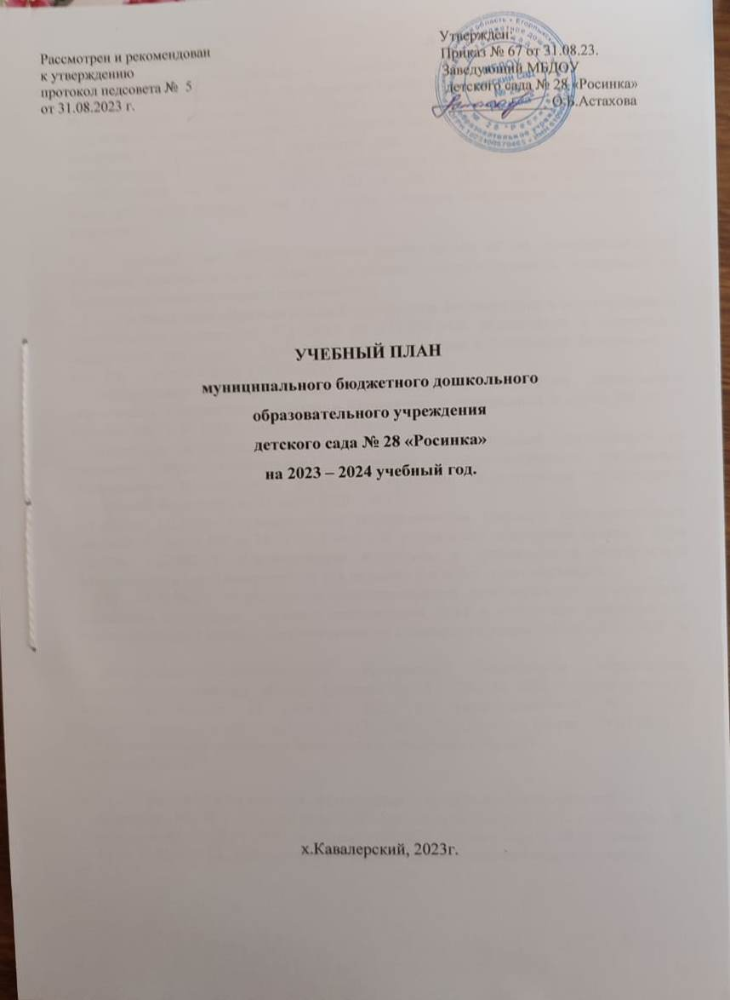 Рассмотрен и рекомендован
к утверждению
протокол педсовета № 5
от 31.08.2023 г.
Утвержден:
Приказ № 67 от 31.08.23.
Заведующий МБДОУ
детского сада № 28 «Росинка»
О.В.Астахова
УЧЕБНЫЙ ПЛАН
муниципального бюджетного дошкольного
образовательного учреждения
детского сада № 28 «Росинка»
на 2023 – 2024 учебный год.
х.Кавалерский, 2023г.